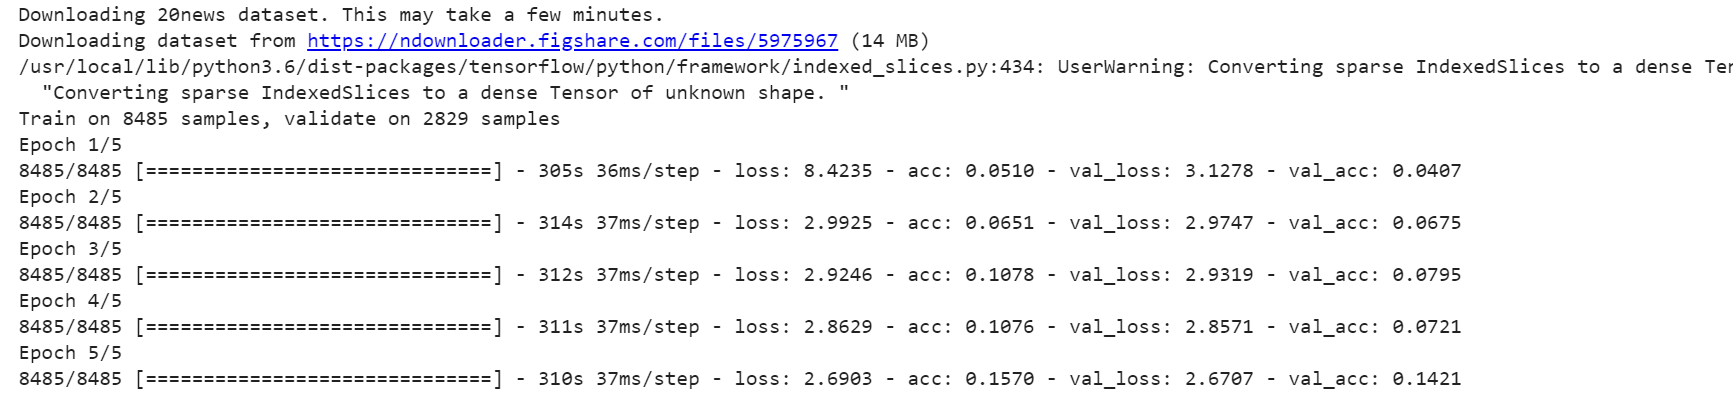 Downloading 20news dataset. This may take a few minutes.
Downloading dataset from https://ndownloader.figshare.com/files/5975967 (14 MB)
/usr/local/lib/python3.6/dist-packages/tensorflow/python/framework/indexed_slices.py:434: UserWarning: Converting sparse IndexedSlices to a dense Ter
  "Converting sparse IndexedSlices to a dense Tensor of unknown shape. "
Train on 8485 samples, validate on 2829 samples
Epoch 1/5
8485/8485 [==============================] - 305s 36ms/step - loss: 8.4235 - acc: 0.0510 - val_loss: 3.1278 - val_acc: 0.0407
Epoch 2/5
8485/8485 [==============================] - 314s 37ms/step - loss: 2.9925 - acc: 0.0651 - val_loss: 2.9747 - val_acc: 0.0675
Epoch 3/5
8485/8485 [==============================] - 312s 37ms/step - loss: 2.9246 - acc: 0.1078 - val_loss: 2.9319 - val_acc: 0.0795
Epoch 4/5
8485/8485 [==============================] - 311s 37ms/step - loss: 2.8629 - acc: 0.1076 - val_loss: 2.8571 - val_acc: 0.0721
Epoch 5/5
8485/8485 [==============================] - 310s 37ms/step - loss: 2.6903 - acc: 0.1570 - val_loss: 2.6707 - val_acc: 0.1421